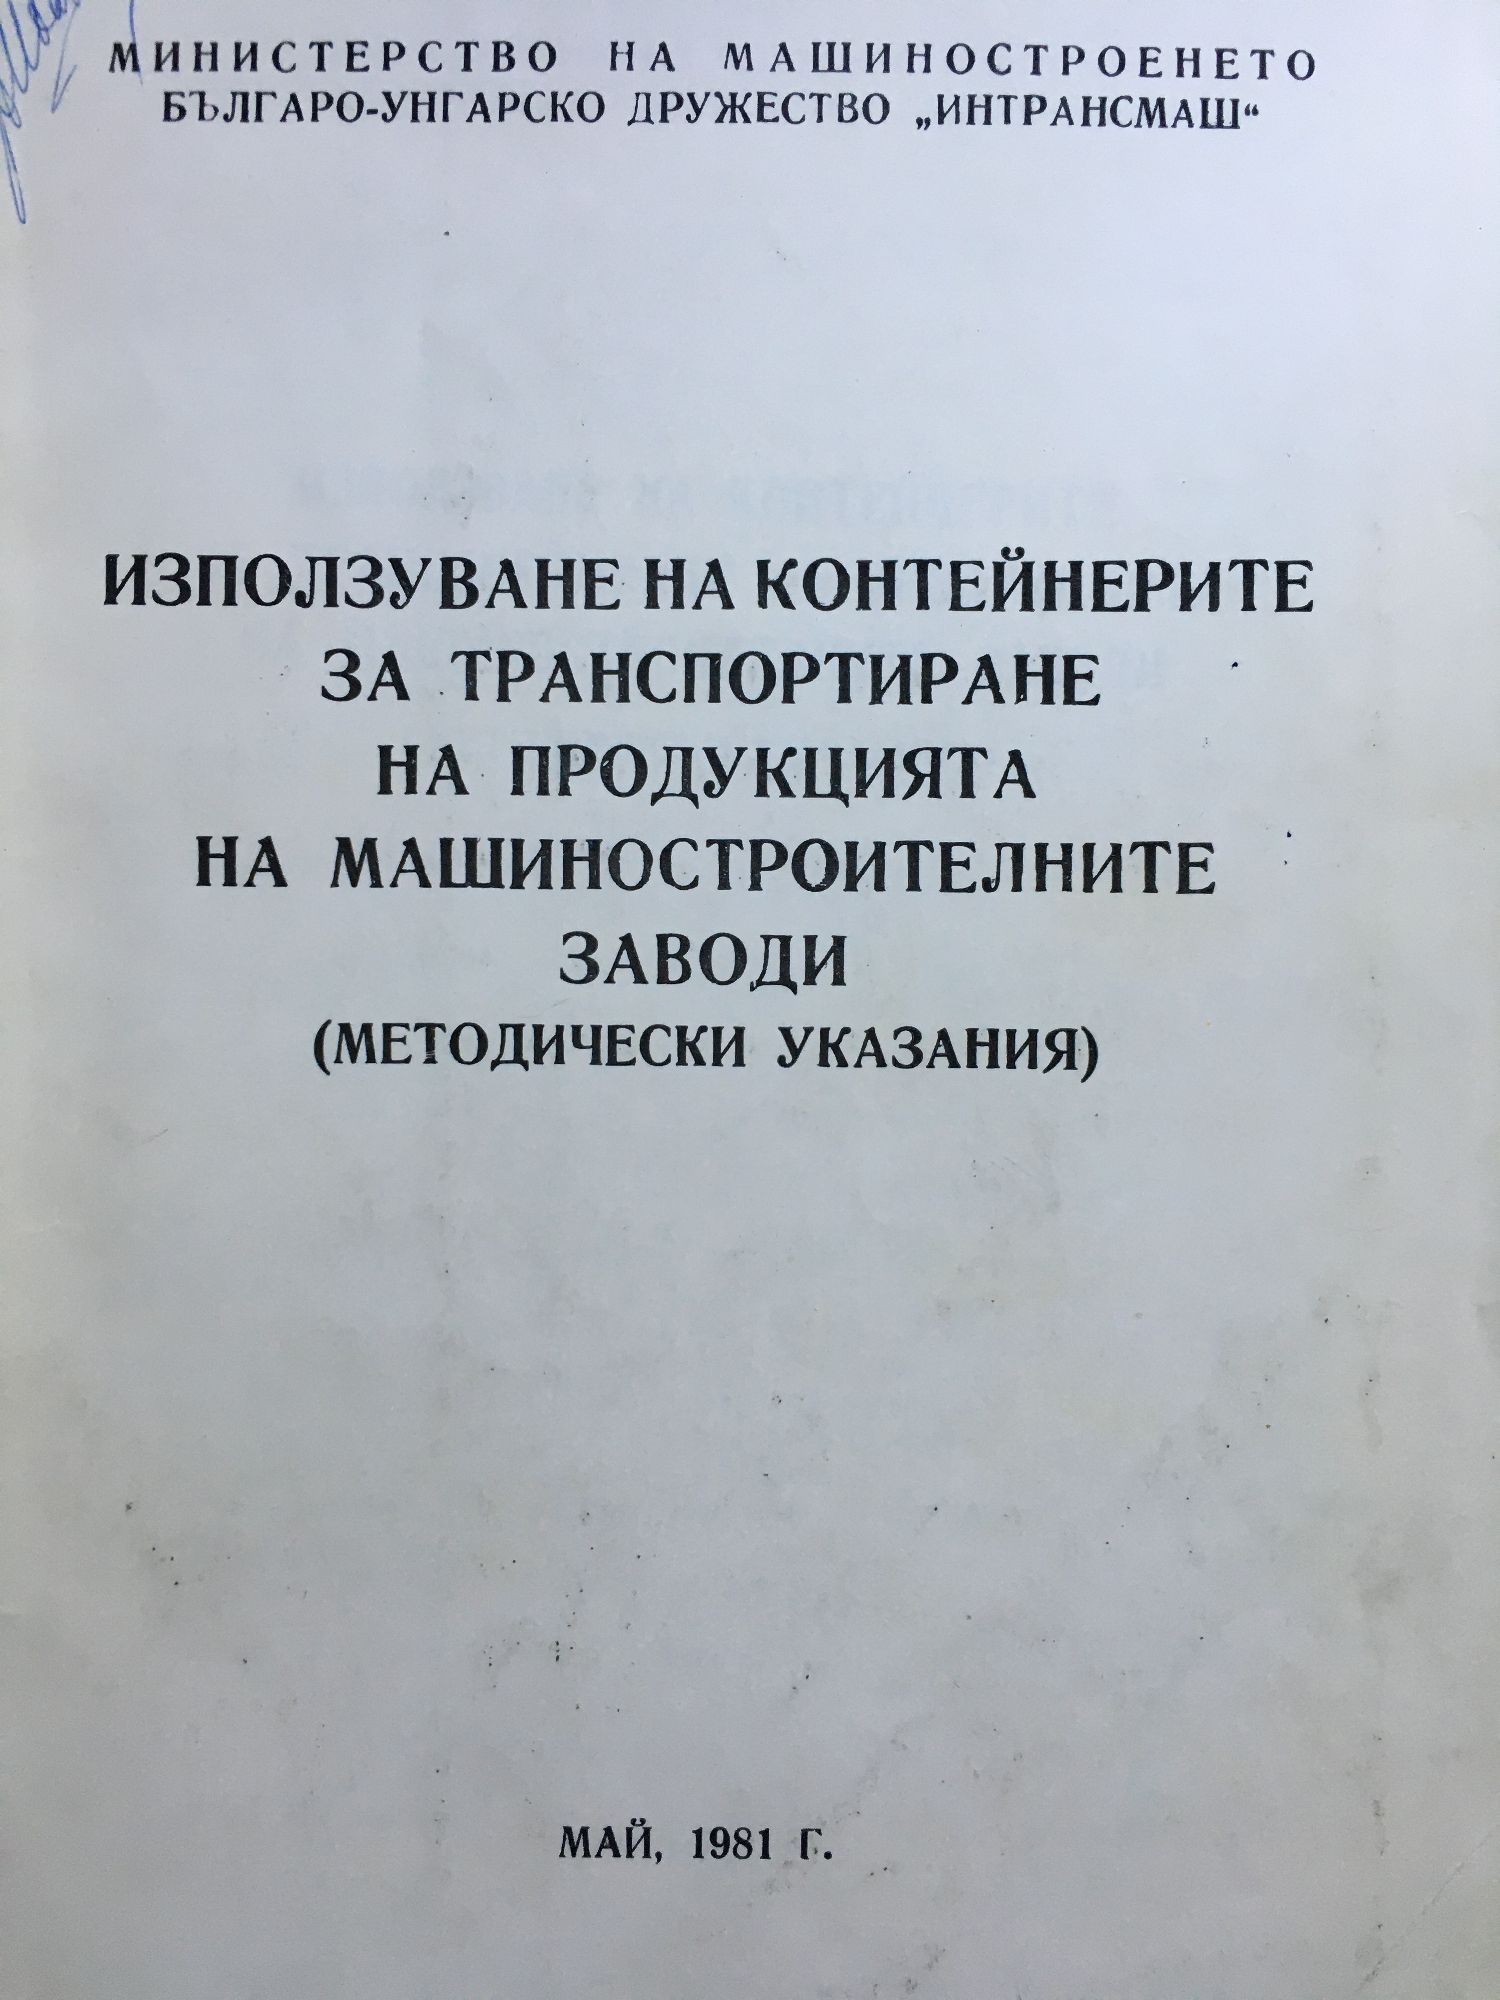 МИНИСТЕРСТВО НА МАШИНОСТРОЕНЕТО
БЪЛГАРО-УНГАРСКО ДРУЖЕСТВО „ИНТРАНСМАШ“
ИЗПОЛЗУВАНЕ НА КОНТЕЙНЕРИТЕ
ЗА ТРАНСПОРТИРАНЕ
НА ПРОДУКЦИЯТА
НА МАШИНОСТРОИТЕЛНИТЕ
ЗАВОДИ
(МЕТОДИЧЕСКИ УКАЗАНИЯ)
МАЙ, 1981 Г.